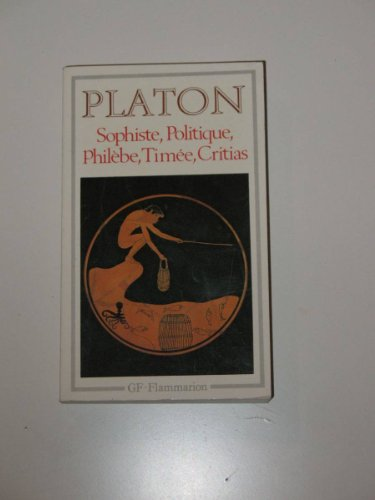 PLATON
Sophiste, Politique,
Philèbe, Timée, Critias
GF-Flammarion